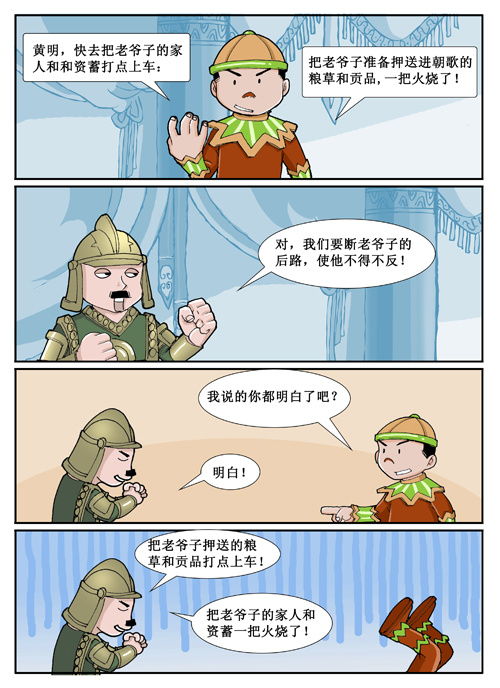 黄明，快去把老爷子的家
人和和资蓄打点上车：
把老爷子准备押送进朝歌的
粮草和贡品,一把火烧了！
对，我们要断老爷子的
后路，使他不得不反！
我说的你都明白了吧？
明白！
把老爷子押送的粮
草和贡品打点上车！
把老爷子的家人和
资蓄一把火烧了！